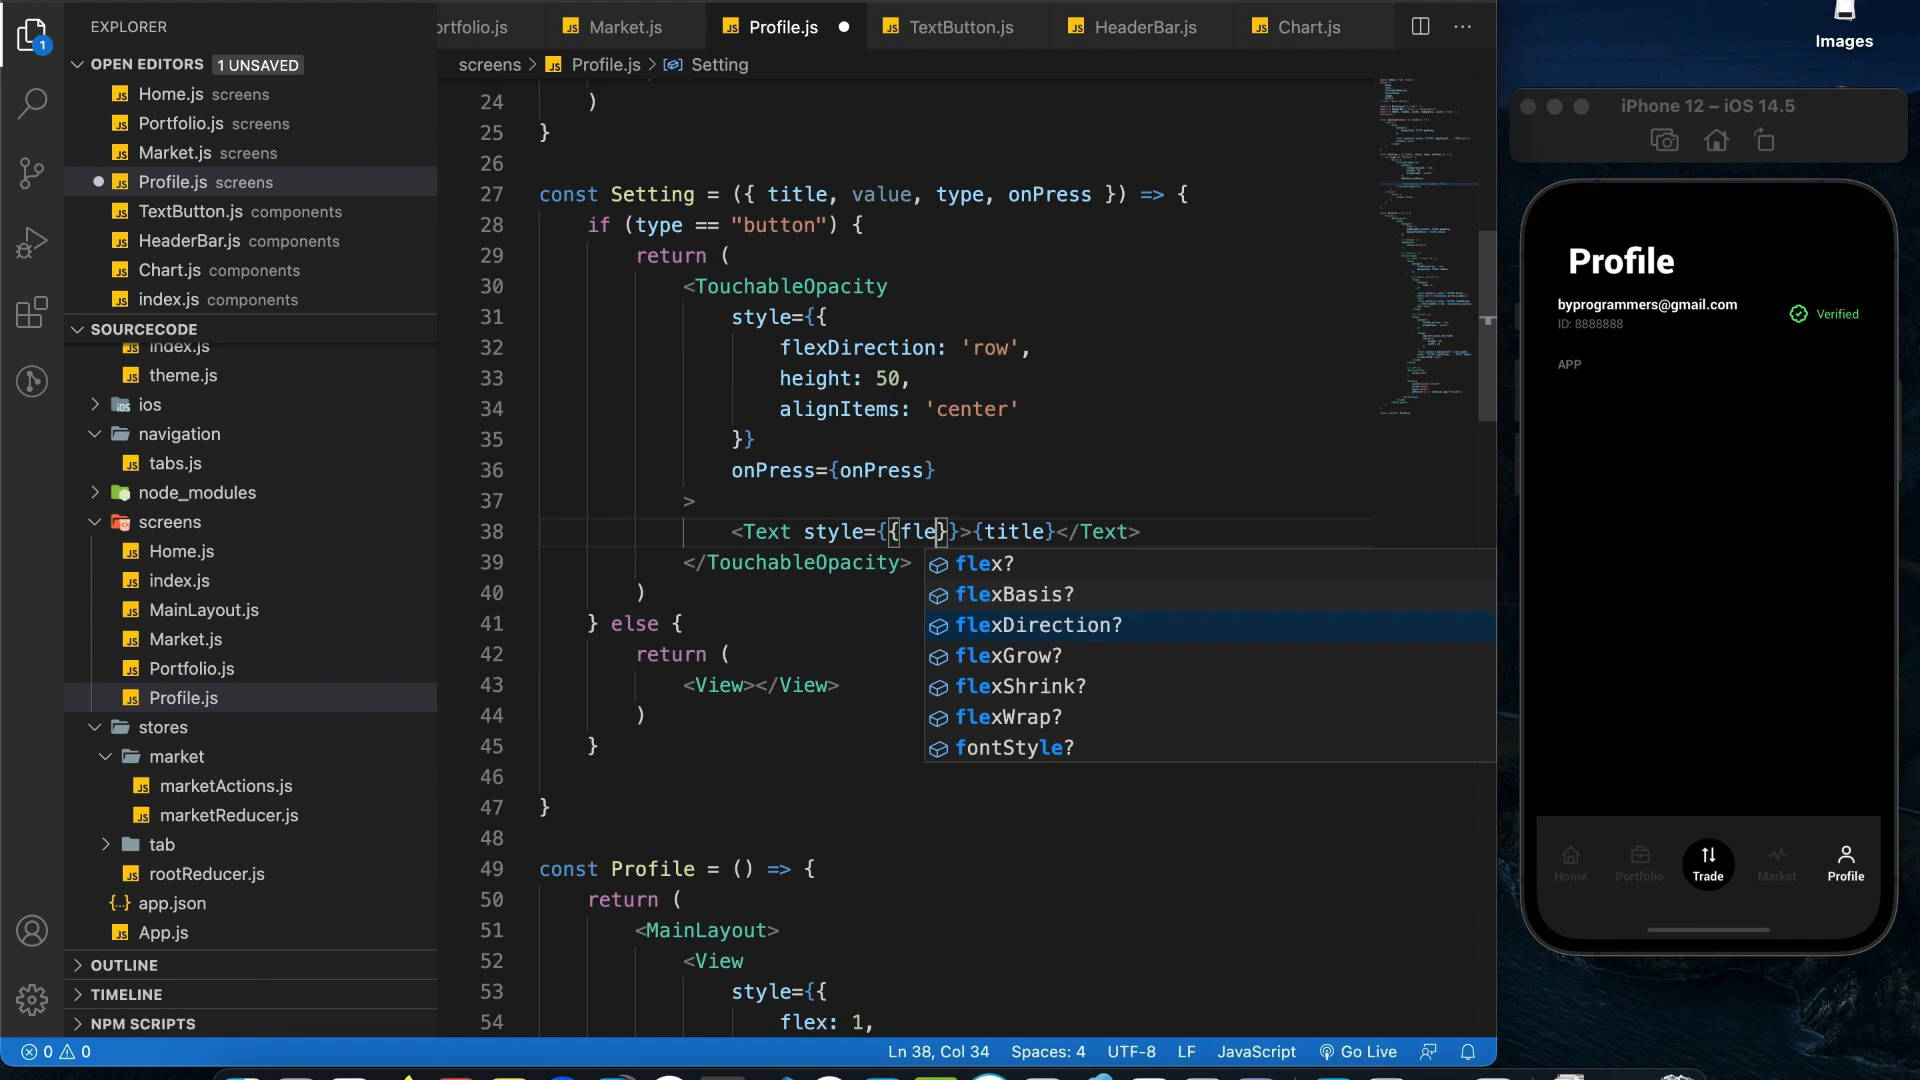 EXPLORER
OPEN EDITORS 1 UNSAVED
Home.js screens
Portfolio.js screens
Market.js screens
Profile.js screens
TextButton.js components
HeaderBar.js components
Chart.js components
index.js components
SOURCECODE
index.js
theme.js
ios
navigation
tabs.js
node_modules
screens
Home.js
index.js
MainLayout.js
Market.js
Portfolio.js
Profile.js
stores
market
marketActions.js
marketReducer.js
tab
rootReducer.js
app.json
App.js
OUTLINE
TIMELINE
NPM SCRIPTS
1
ortfolio.js Market.js Profile.js TextButton.js HeaderBar.js Chart.js
screens > Profile.js > Setting
24 )
25 }
26
27 const Setting = ({ title, value, type, onPress }) => {
28 if (type == "button") {
29 return (
30 <TouchableOpacity
31 style={{
32 flexDirection: 'row',
33 height: 50,
34 alignItems: 'center'
35 }}
36 onPress={onPress}
37 >
38 <Text style={{fle}}>{title}</Text>
39 </TouchableOpacity>
40 )
41 } else {
42 return (
43 <View></View>
44 )
45 }
46
47 }
48
49 const Profile = () => {
50 return (
51 <MainLayout>
52 <View
53 style={{
54 flex: 1,
flex?
flexBasis?
flexDirection?
flexGrow?
flexShrink?
flexWrap?
fontStyle?
0 0 Ln 38, Col 34 Spaces: 4 UTF-8 LF JavaScript Go Live
Images
iPhone 12 – iOS 14.5
Profile
byprogrammers@gmail.com
ID: 8888888
Verified
APP
Home Portfolio Trade Market Profile